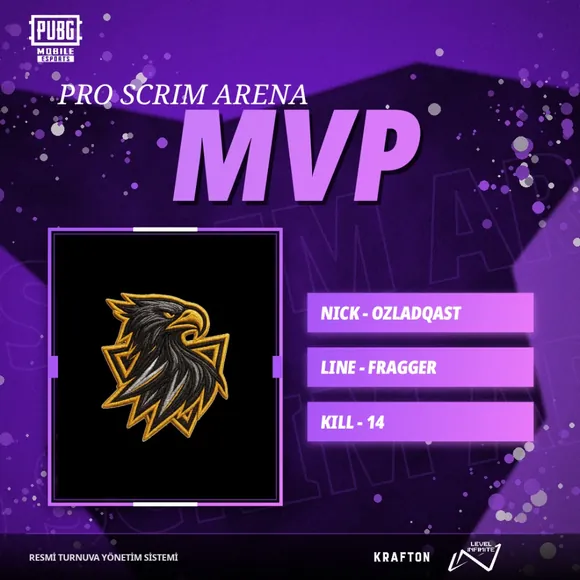 PUBG
MOBILE
ESPORTS
PRO SCRIM ARENA
MVP
NICK - OZLADQAST
LINE - FRAGGER
KILL - 14
RESMİ TURNUVA YÖNETİM SİSTEMİ
KRAFTON
LEVEL
INFINITE